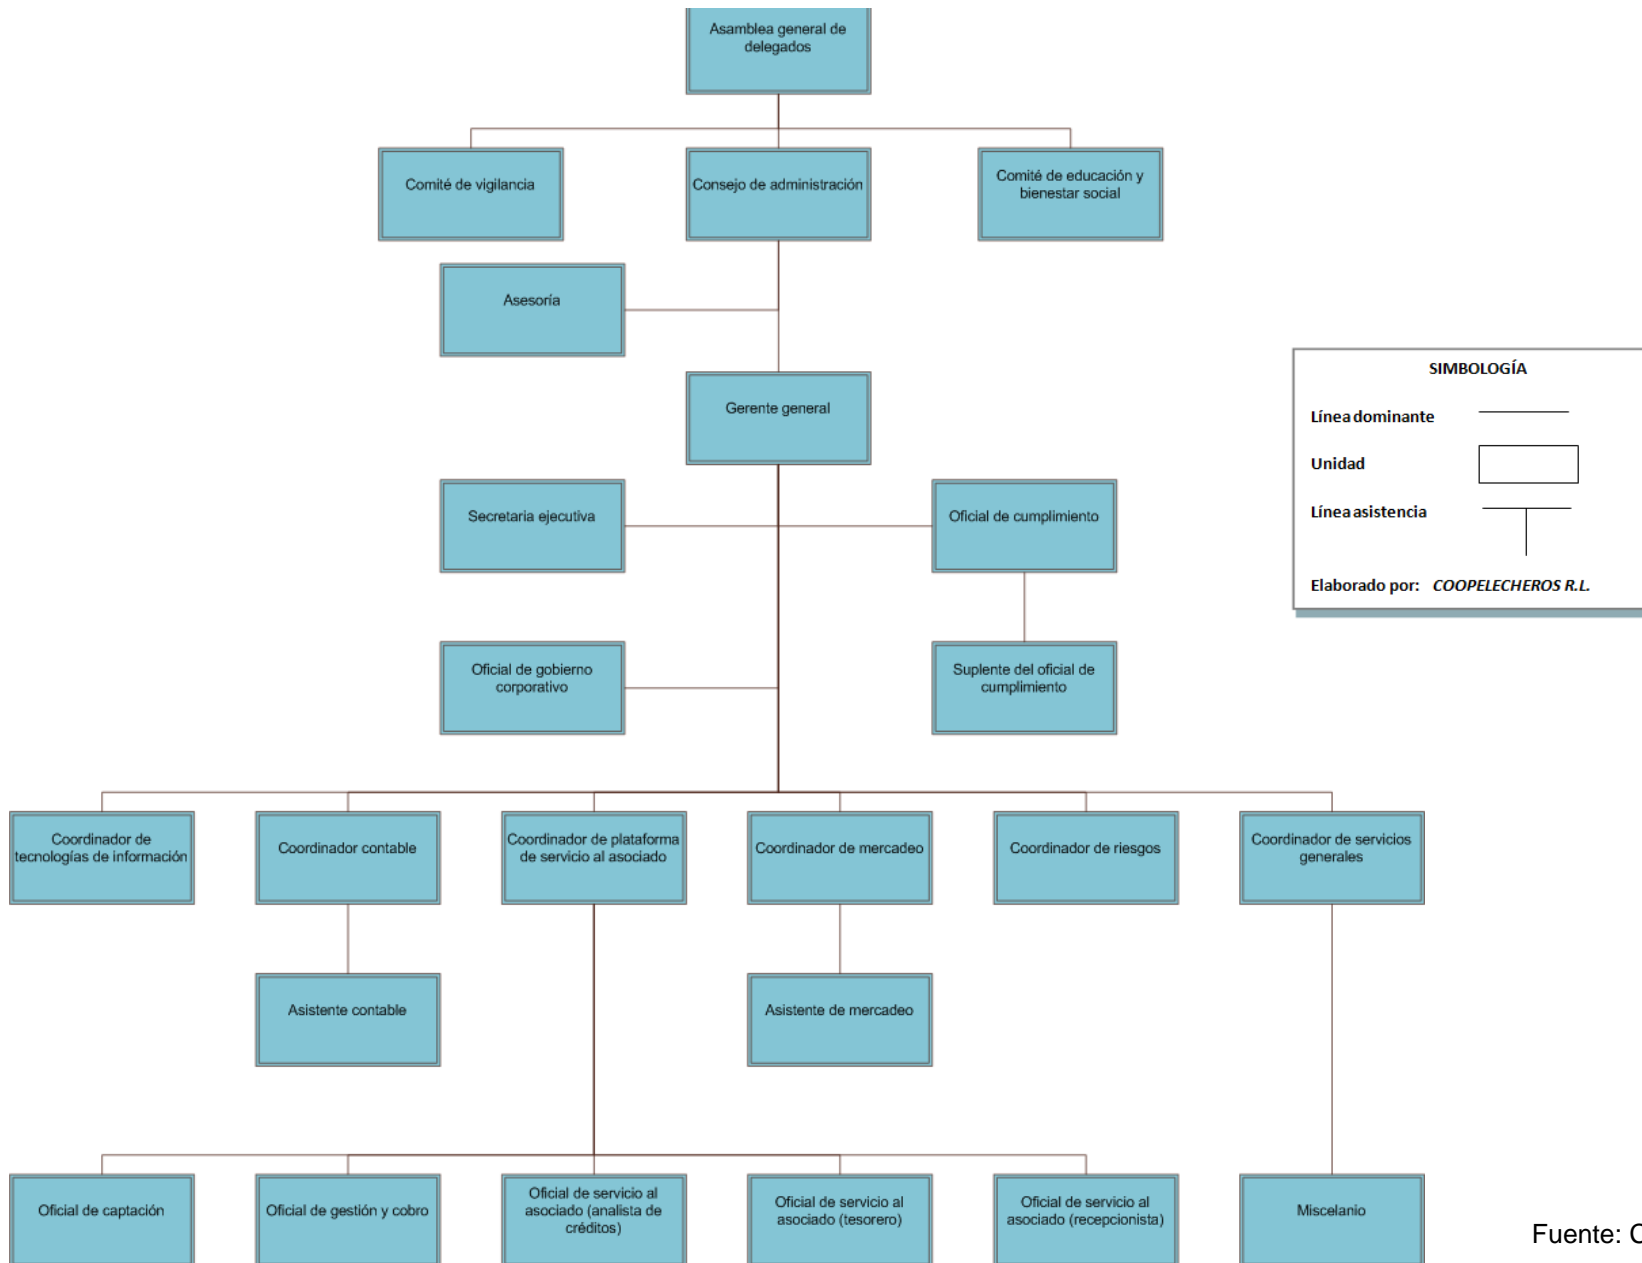 Asamblea general de
delegados
Comité de vigilancia
Consejo de administración
Comité de educación y
bienestar social
Asesoría
Gerente general
SIMBOLOGÍA
Línea dominante
Unidad
Línea asistencia
Elaborado por: COOPELECHEROS R.L.
Secretaria ejecutiva
Oficial de cumplimiento
Oficial de gobierno
corporativo
Suplente del oficial de
cumplimiento
Coordinador de
tecnologías de información
Coordinador contable
Coordinador de plataforma
de servicio al asociado
Coordinador de mercadeo
Coordinador de riesgos
Coordinador de servicios
generales
Asistente contable
Asistente de mercadeo
Oficial de captación
Oficial de gestión y cobro
Oficial de servicio al
asociado (analista de
créditos)
Oficial de servicio al
asociado (tesorero)
Oficial de servicio al
asociado (recepcionista)
Miscelanio
Fuente: C